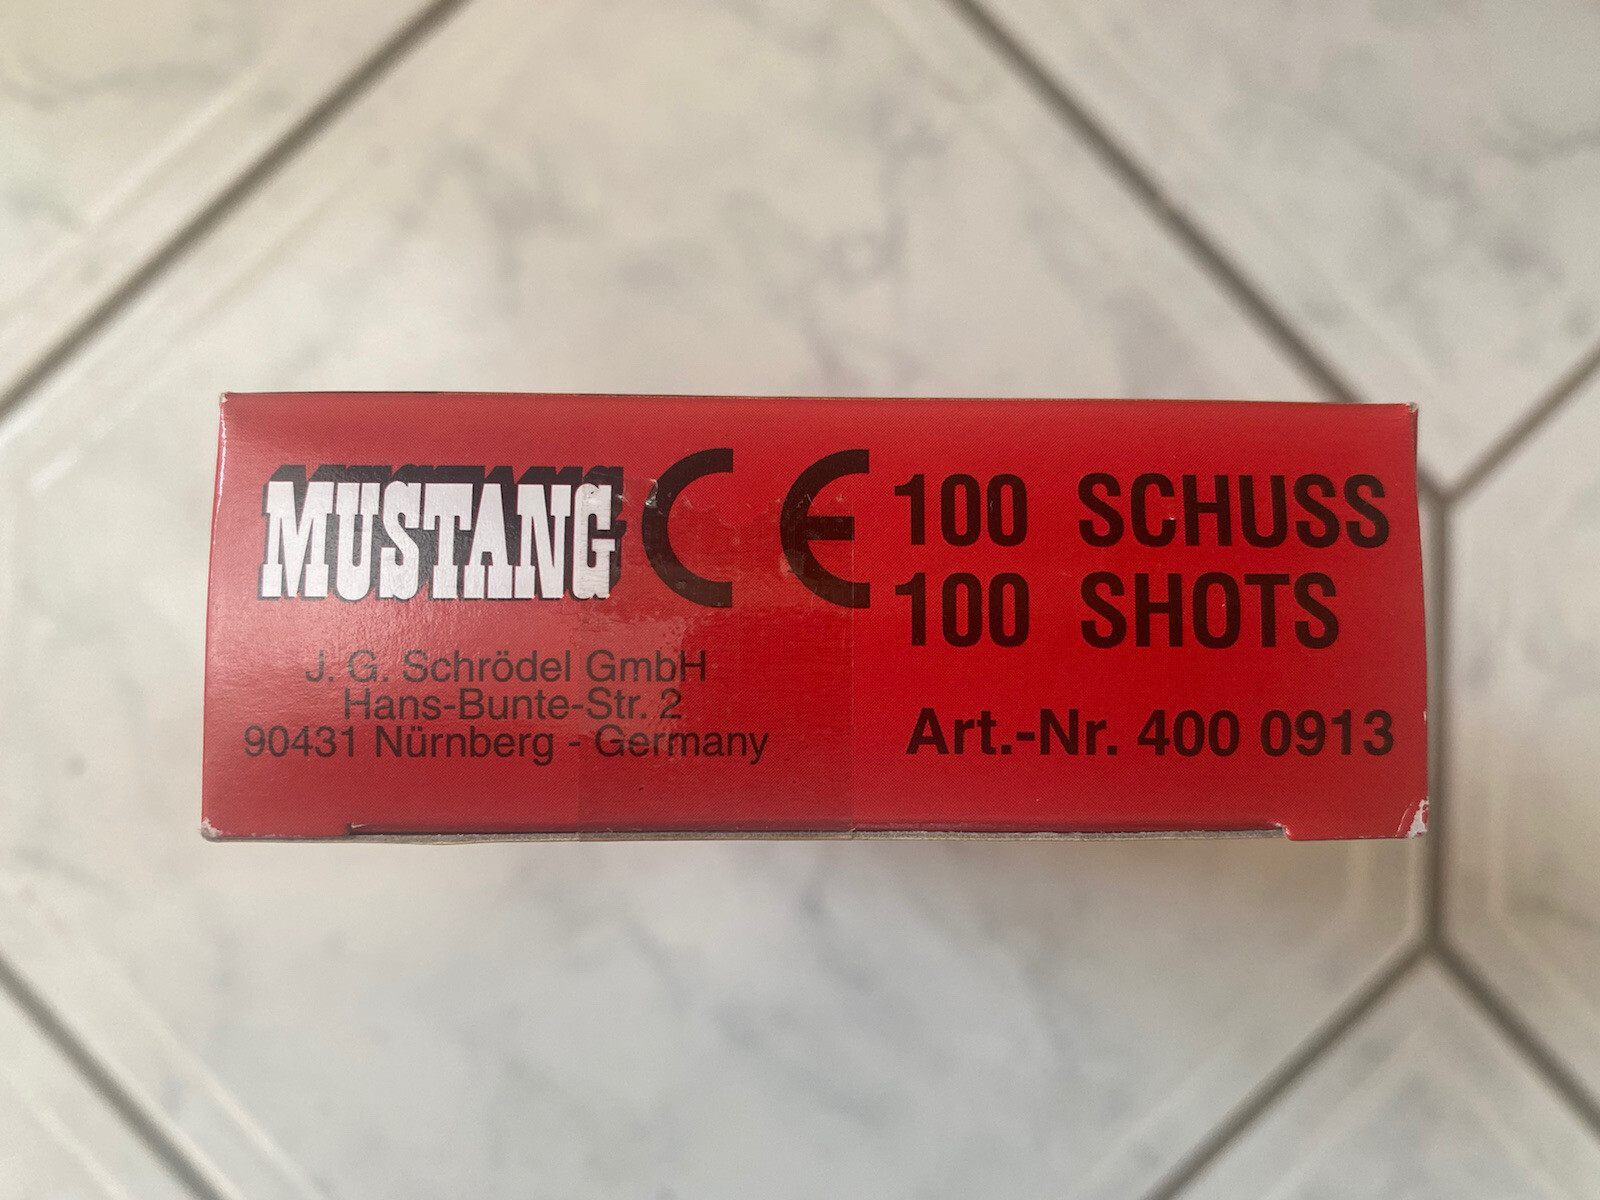 MUSTANG
CE
100 SCHUSS
100 SHOTS
J. G. Schrödel GmbH
Hans-Bunte-Str. 2
90431 Nürnberg - Germany
Art.-Nr. 400 0913